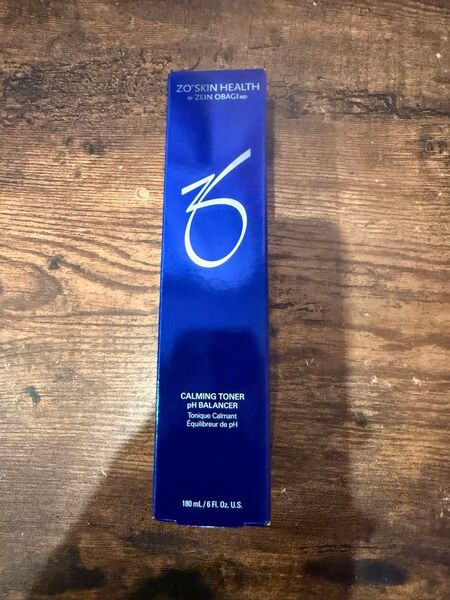 ZO® SKIN HEALTH
BY ZEIN OBAGI MD
ZO
CALMING TONER
pH BALANCER
Tonique Calmant
Équilibreur de pH
180 mL / 6 Fl. Oz. U.S.